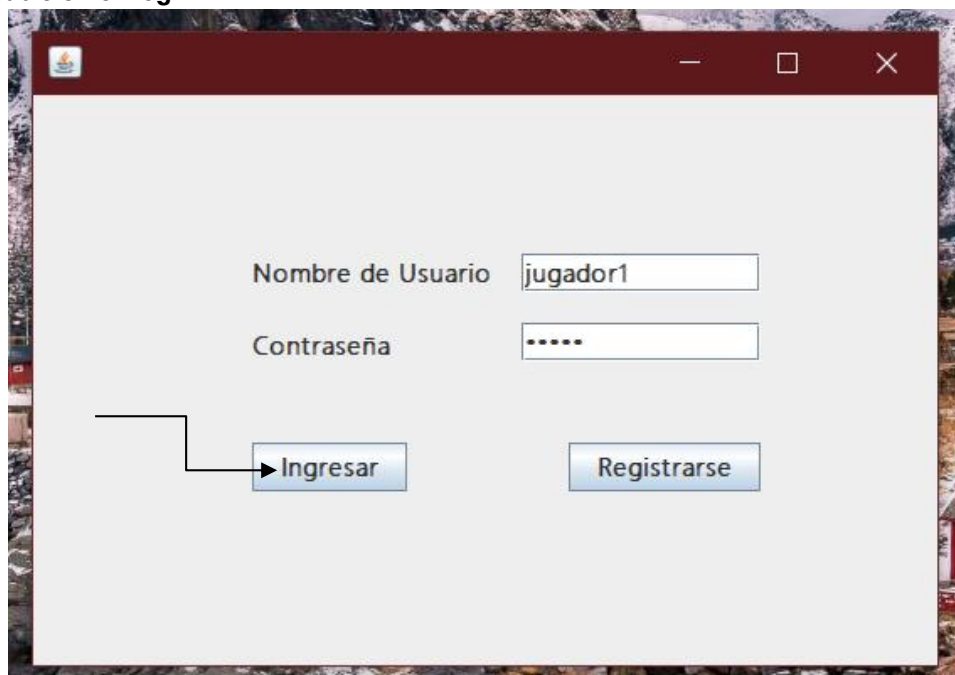 Nombre de Usuario jugador1
Contraseña •••••
Ingresar Registrarse